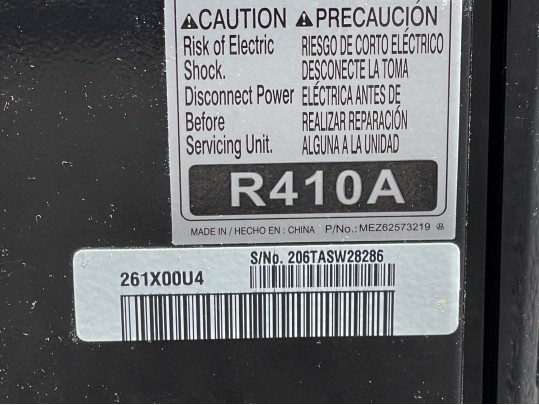 ⚠CAUTION ⚠PRECAUCIÓN
Risk of Electric
Shock.
Disconnect Power
Before
Servicing Unit.
RIESGO DE CORTO ELÉCTRICO
DESCONECTE LA TOMA
ELÉCTRICA ANTES DE
REALIZAR REPARACIÓN
ALGUNA A LA UNIDAD
R410A
MADE IN / HECHO EN : CHINA P/No.: MEZ62573219
S/No. 206TASW28286
261X00U4